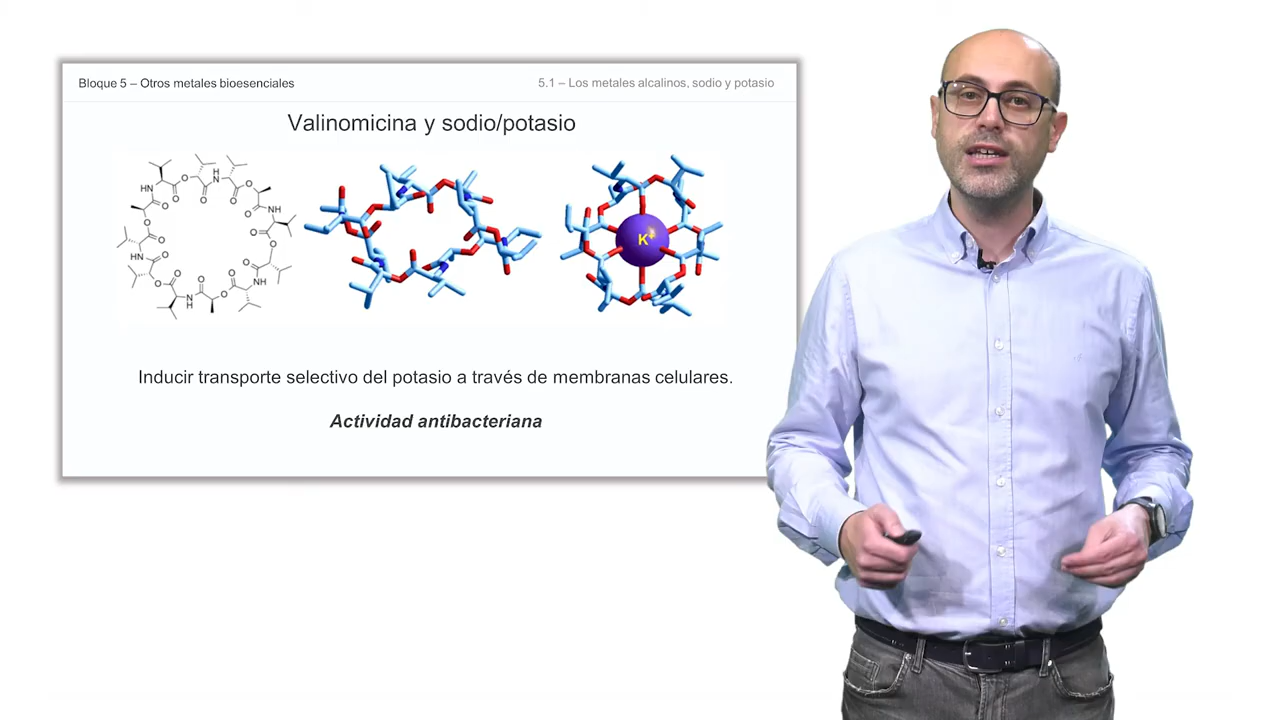 Bloque 5 – Otros metales bioesenciales
5.1 – Los metales alcalinos, sodio y potasio
Valinomicina y sodio/potasio
K+
Inducir transporte selectivo del potasio a través de membranas celulares.
Actividad antibacteriana